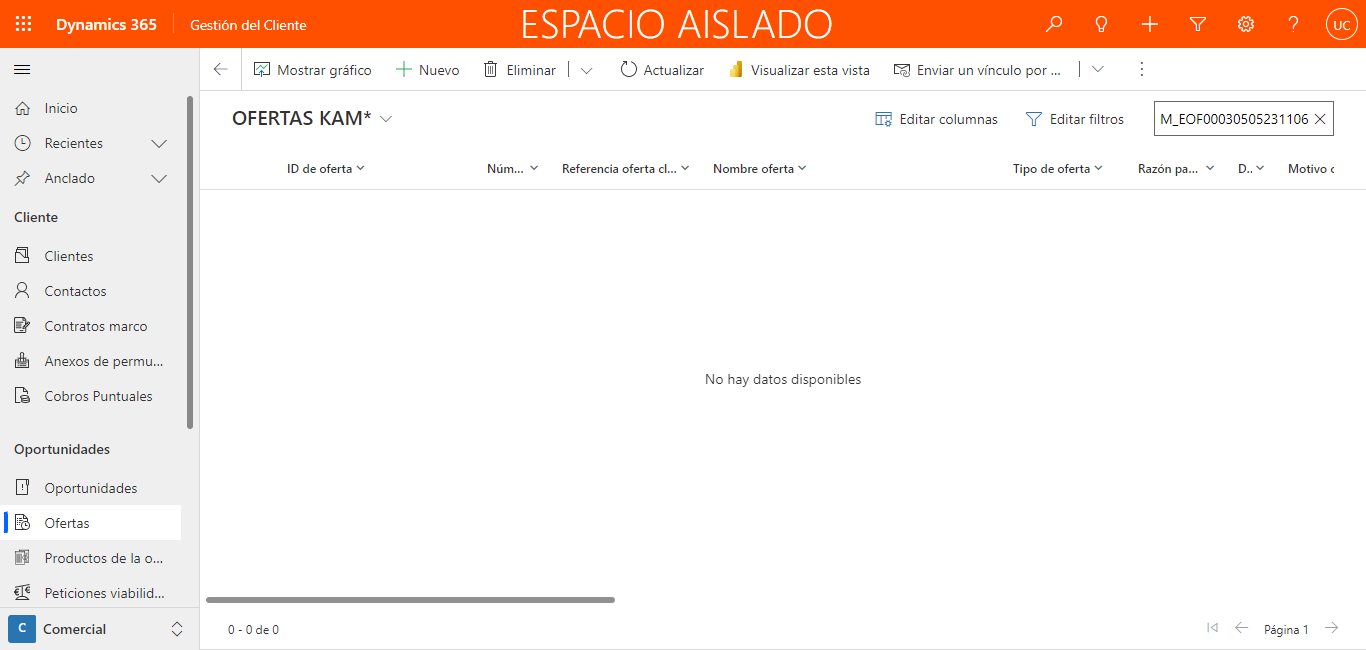 Dynamics 365
Gestión del Cliente
ESPACIO AISLADO
UC
Mostrar gráfico
Nuevo
Eliminar
Actualizar
Visualizar esta vista
Enviar un vínculo por ...
Inicio
Recientes
Anclado
Cliente
Clientes
Contactos
Contratos marco
Anexos de permu...
Cobros Puntuales
Oportunidades
Oportunidades
Ofertas
Productos de la o...
Peticiones viabilid...
C Comercial
OFERTAS KAM*
Editar columnas
Editar filtros
M_EOF00030505231106
ID de oferta
Núm...
Referencia oferta cl...
Nombre oferta
Tipo de oferta
Razón pa...
D..
Motivo c
No hay datos disponibles
0 - 0 de 0
Página 1